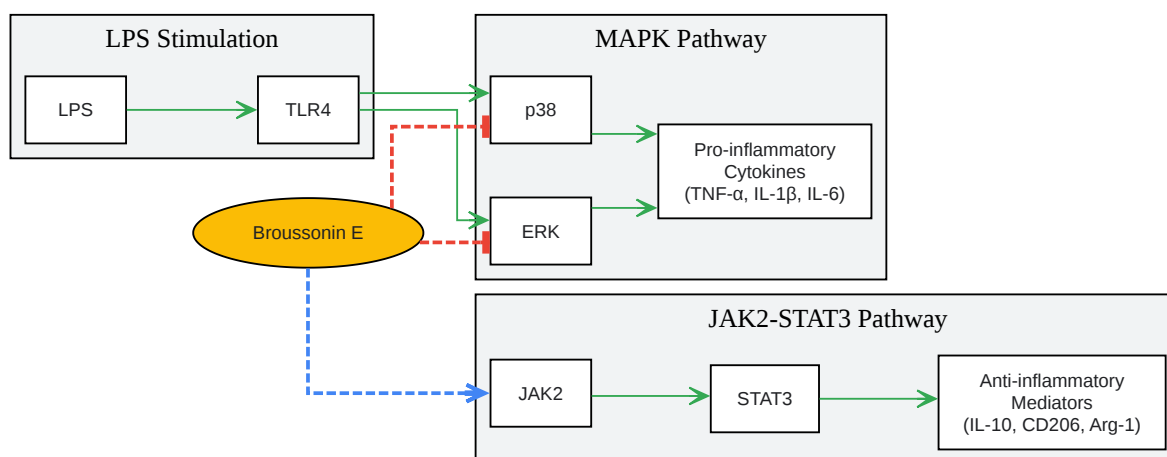 LPS Stimulation
MAPK Pathway
LPS
TLR4
p38
Pro-inflammatory
Cytokines
(TNF-α, IL-1β, IL-6)
ERK
Broussonin E
JAK2-STAT3 Pathway
JAK2
STAT3
Anti-inflammatory
Mediators
(IL-10, CD206, Arg-1)